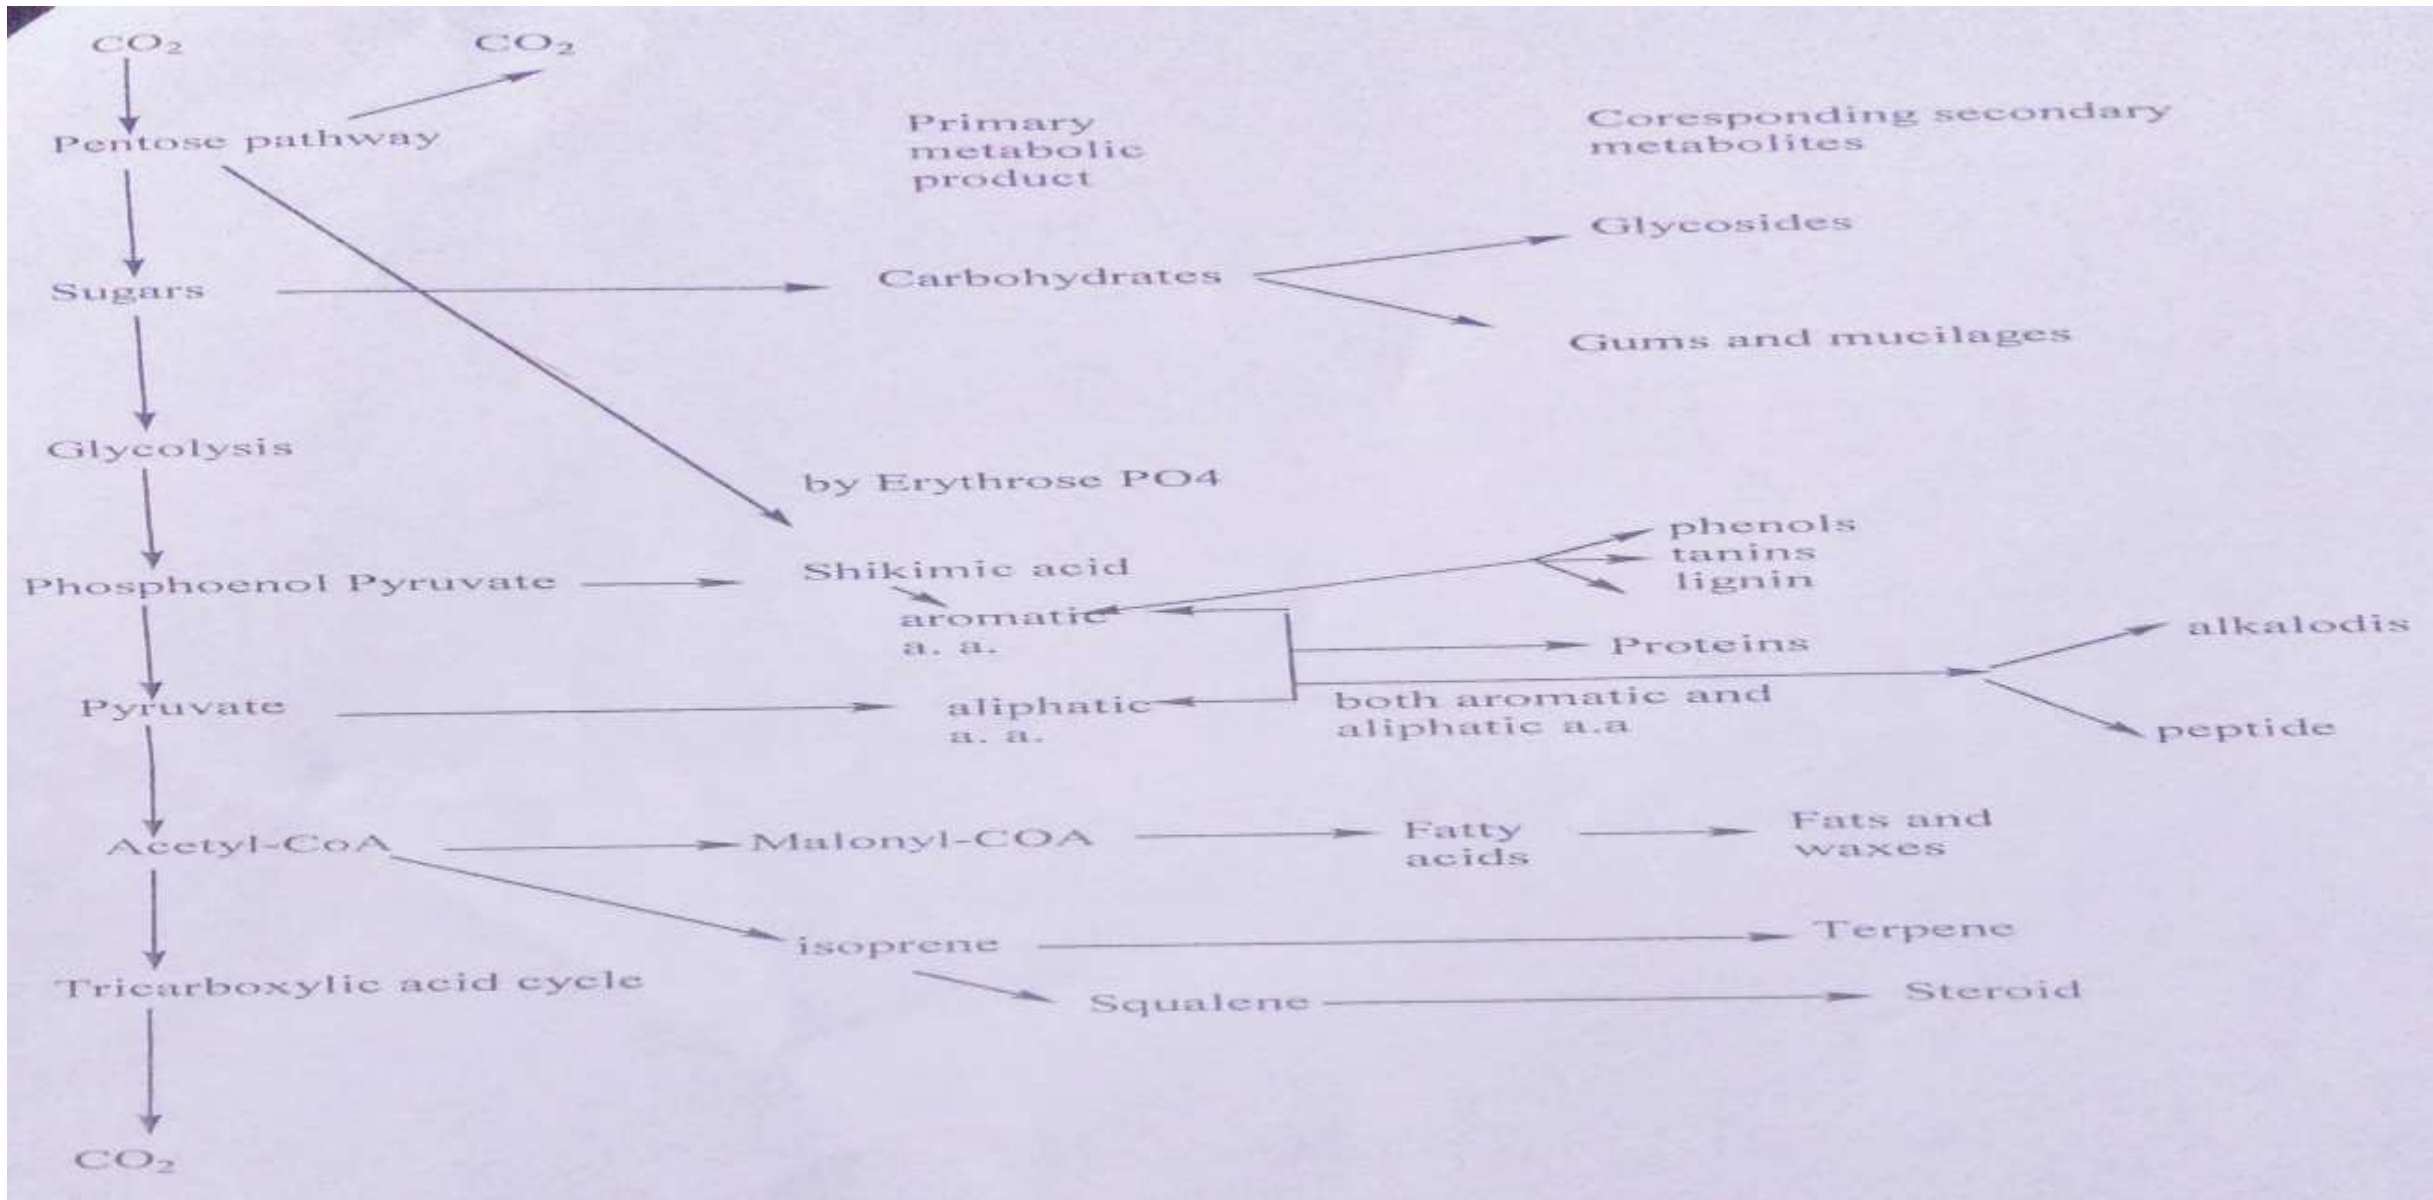 CO₂
CO₂
Pentose pathway
Primary
metabolic
product
Coresponding secondary
metabolites
Sugars
Carbohydrates
Glycosides
Gums and mucilages
Glycolysis
by Erythrose PO4
Phosphoenol Pyruvate
Shikimic acid
phenols
tanins
lignin
aromatic
a. a.
Proteins
alkalodis
Pyruvate
aliphatic
a. a.
both aromatic and
aliphatic a.a
peptide
Acetyl-CoA
Malonyl-COA
Fatty
acids
Fats and
waxes
isoprene
Terpene
Tricarboxylic acid cycle
Squalene
Steroid
CO₂